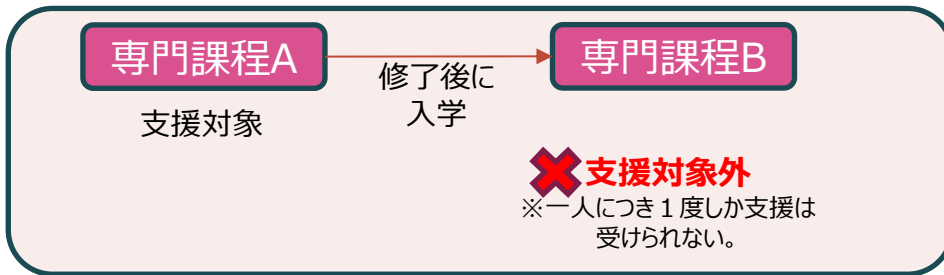 専門課程A
修了後に
入学
専門課程B
支援対象
支援対象外
※一人につき１度しか支援は
受けられない。